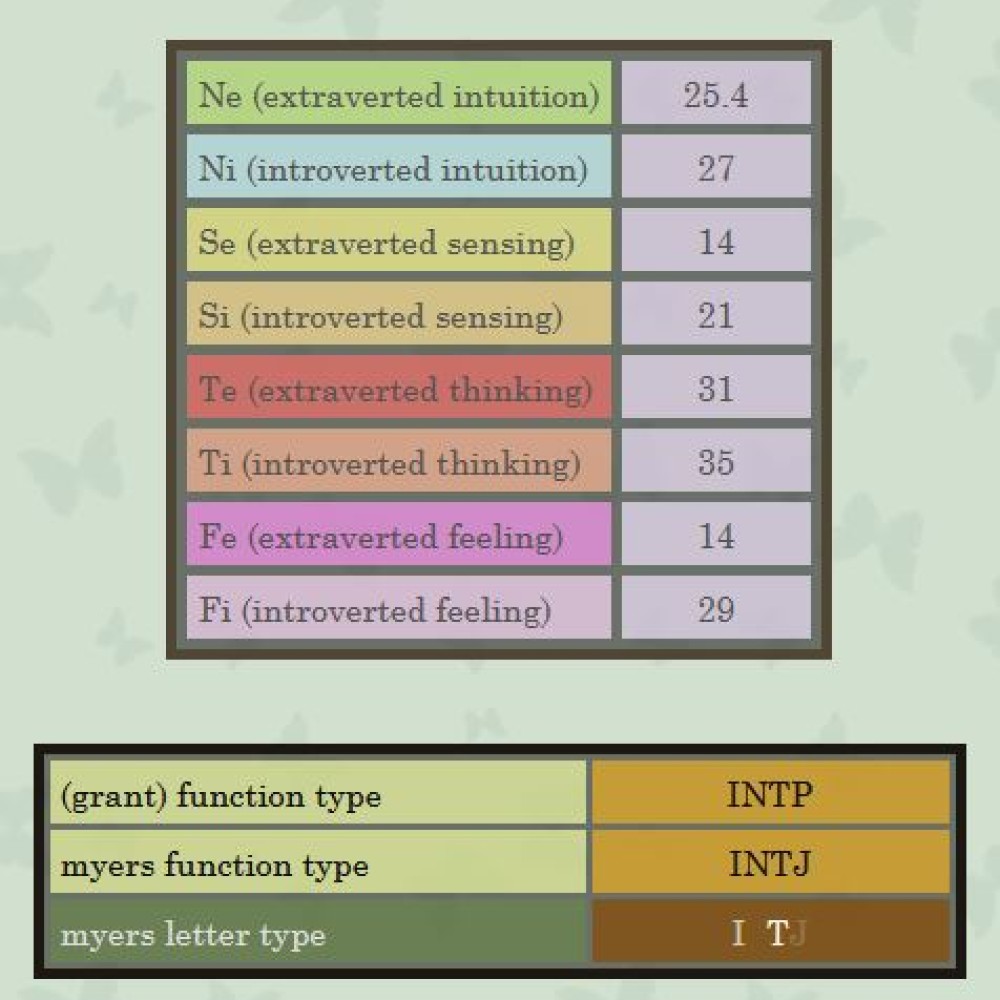 Ne (extraverted intuition) 25.4
Ni (introverted intuition) 27
Se (extraverted sensing) 14
Si (introverted sensing) 21
Te (extraverted thinking) 31
Ti (introverted thinking) 35
Fe (extraverted feeling) 14
Fi (introverted feeling) 29
(grant) function type INTP
myers function type INTJ
myers letter type I TJ